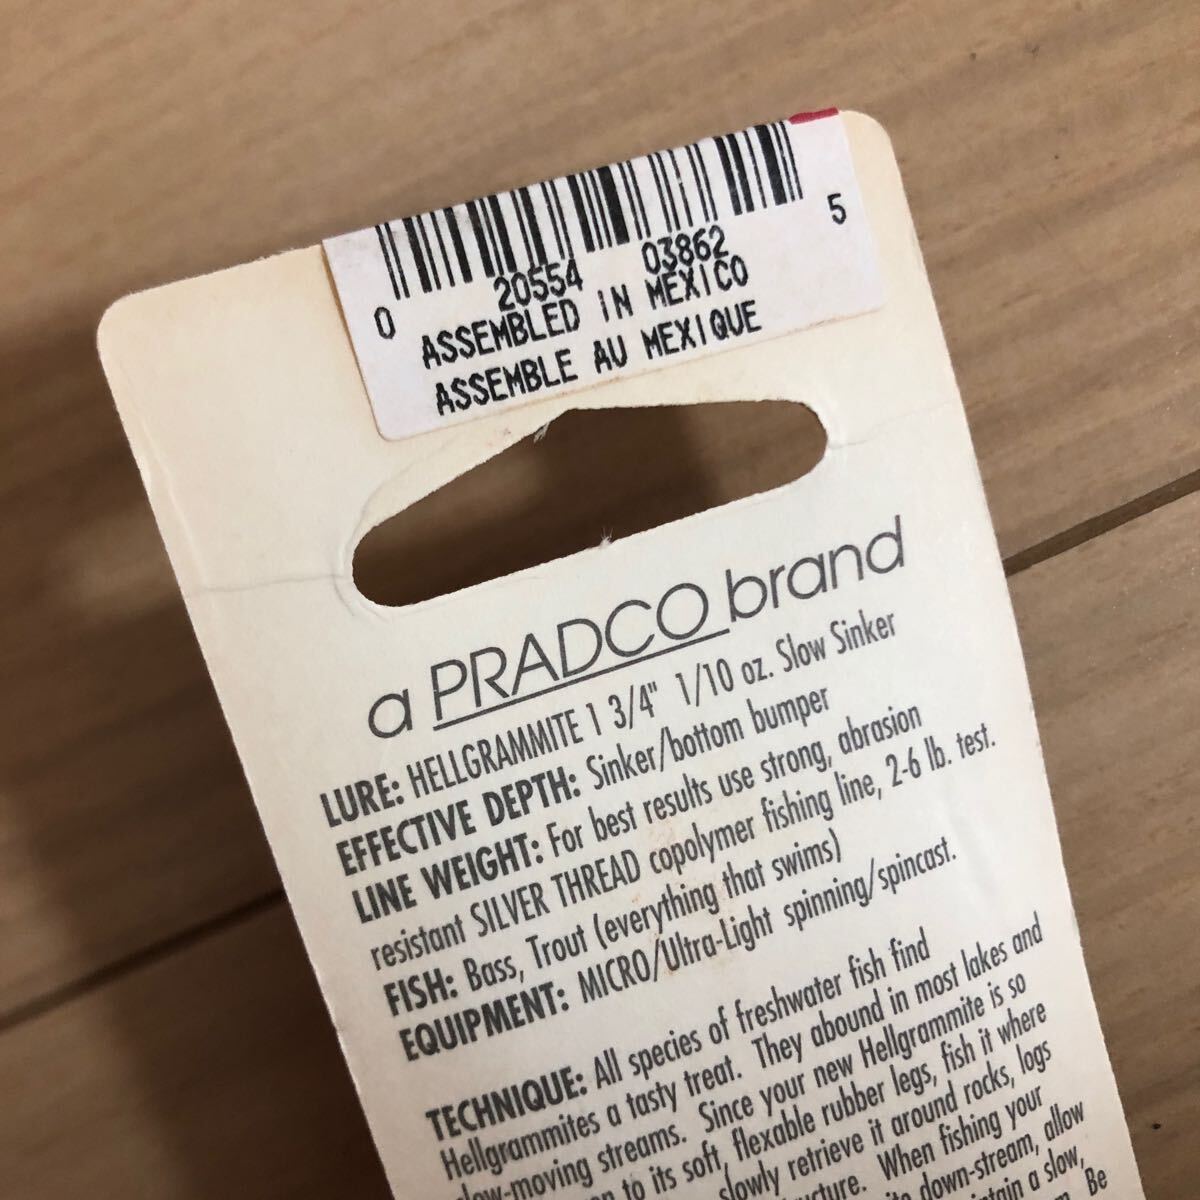 0 20554 03862 5
ASSEMBLED iN MEXICO
ASSEMBLE AU MEXIQUE
a PRADCO brand
LURE: HELLGRAMMITE 1 3/4" 1/10 oz. Slow Sinker
EFFECTIVE DEPTH: Sinker/bottom bumper
LINE WEIGHT: For best results use strong, abrasion
resistant SILVER THREAD copolymer fishing line, 2-6 lb. test.
FISH: Bass, Trout (everything that swims)
EQUIPMENT: MICRO/Ultra-Light spinning/spincast.
TECHNIQUE: All species of freshwater fish find
Hellgrammites a tasty treat. They abound in most lakes and
slow-moving streams. Since your new Hellgrammite is so
to its soft, flexable rubber legs, fish it where
slowly retrieve it around rocks, logs
When fishing your
down-stream, allow
a slow,
Be